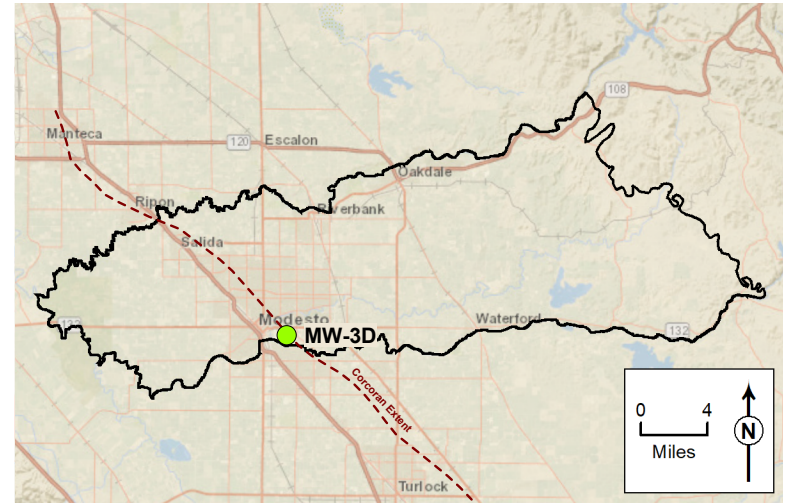 108
Manteca
120 Escalon
Oakdale
Ripon
Riverbank
Salida
Modesto
132
Waterford
132
MW-3D
Corcoran Extent
0 4
Miles
N
Turlock